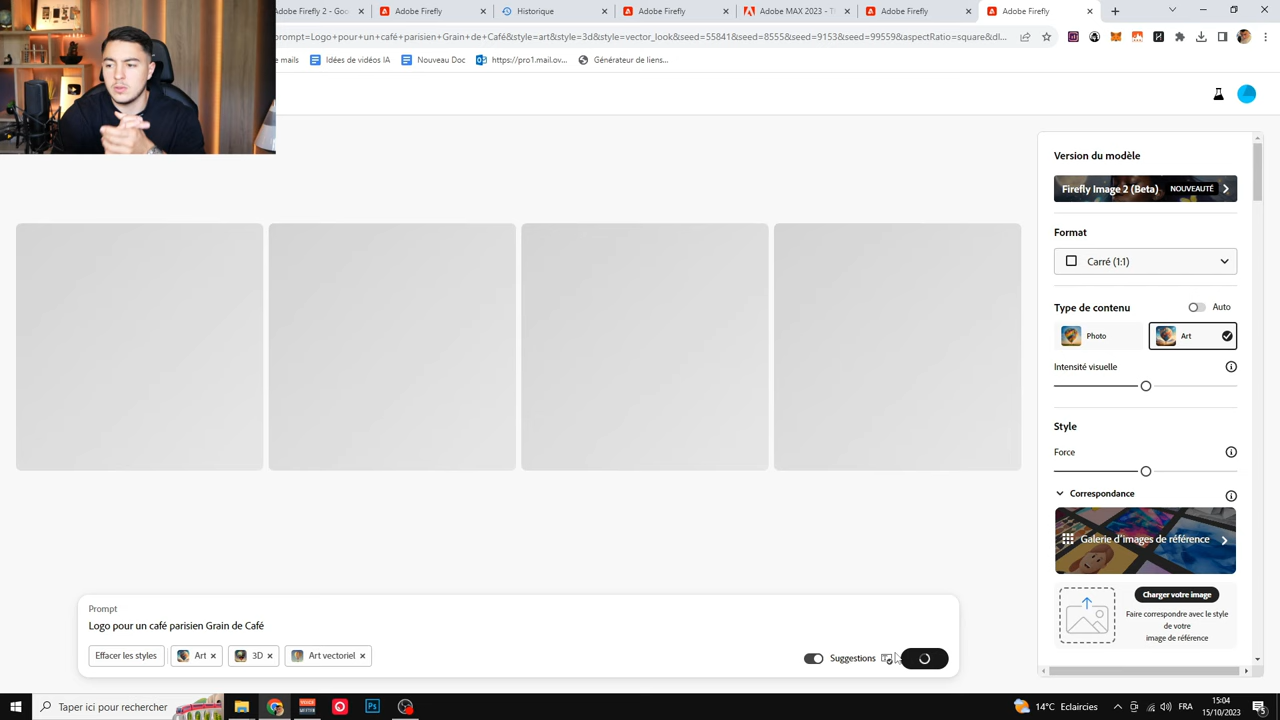 dobe Firefly 2 - Goo
Adobe Firefly
Historique
Adobe Firefly
Adobe MAX 2023 - Th
Adobe Firefly
Adobe Firefly
prompt=Logo+pour+un+café+parisien+Grain+de+Café&style=art&style=3d&style=vector_look&seed=55841&seed=8555&seed=9153&seed=99559&aspectRatio=square&dl...
e mails
Idées de vidéos IA
Nouveau Doc
https://pro1.mail.ov...
Générateur de liens...
Version du modèle
Firefly Image 2 (Beta)
NOUVEAUTÉ
Format
Carré (1:1)
Type de contenu
Auto
Photo
Art
Intensité visuelle
Style
Force
Correspondance
Galerie d'images de référence
Charger votre image
Faire correspondre avec le style
de votre
image de référence
Prompt
Logo pour un café parisien Grain de Café
Effacer les styles
Art
3D
Art vectoriel
Suggestions
Taper ici pour rechercher
14°C Eclaircies
FRA
15:04
15/10/2023